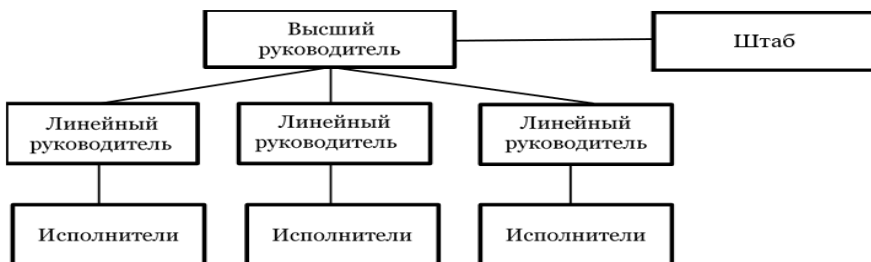 Высший
руководитель
Штаб
Линейный
руководитель
Линейный
руководитель
Линейный
руководитель
Исполнители
Исполнители
Исполнители